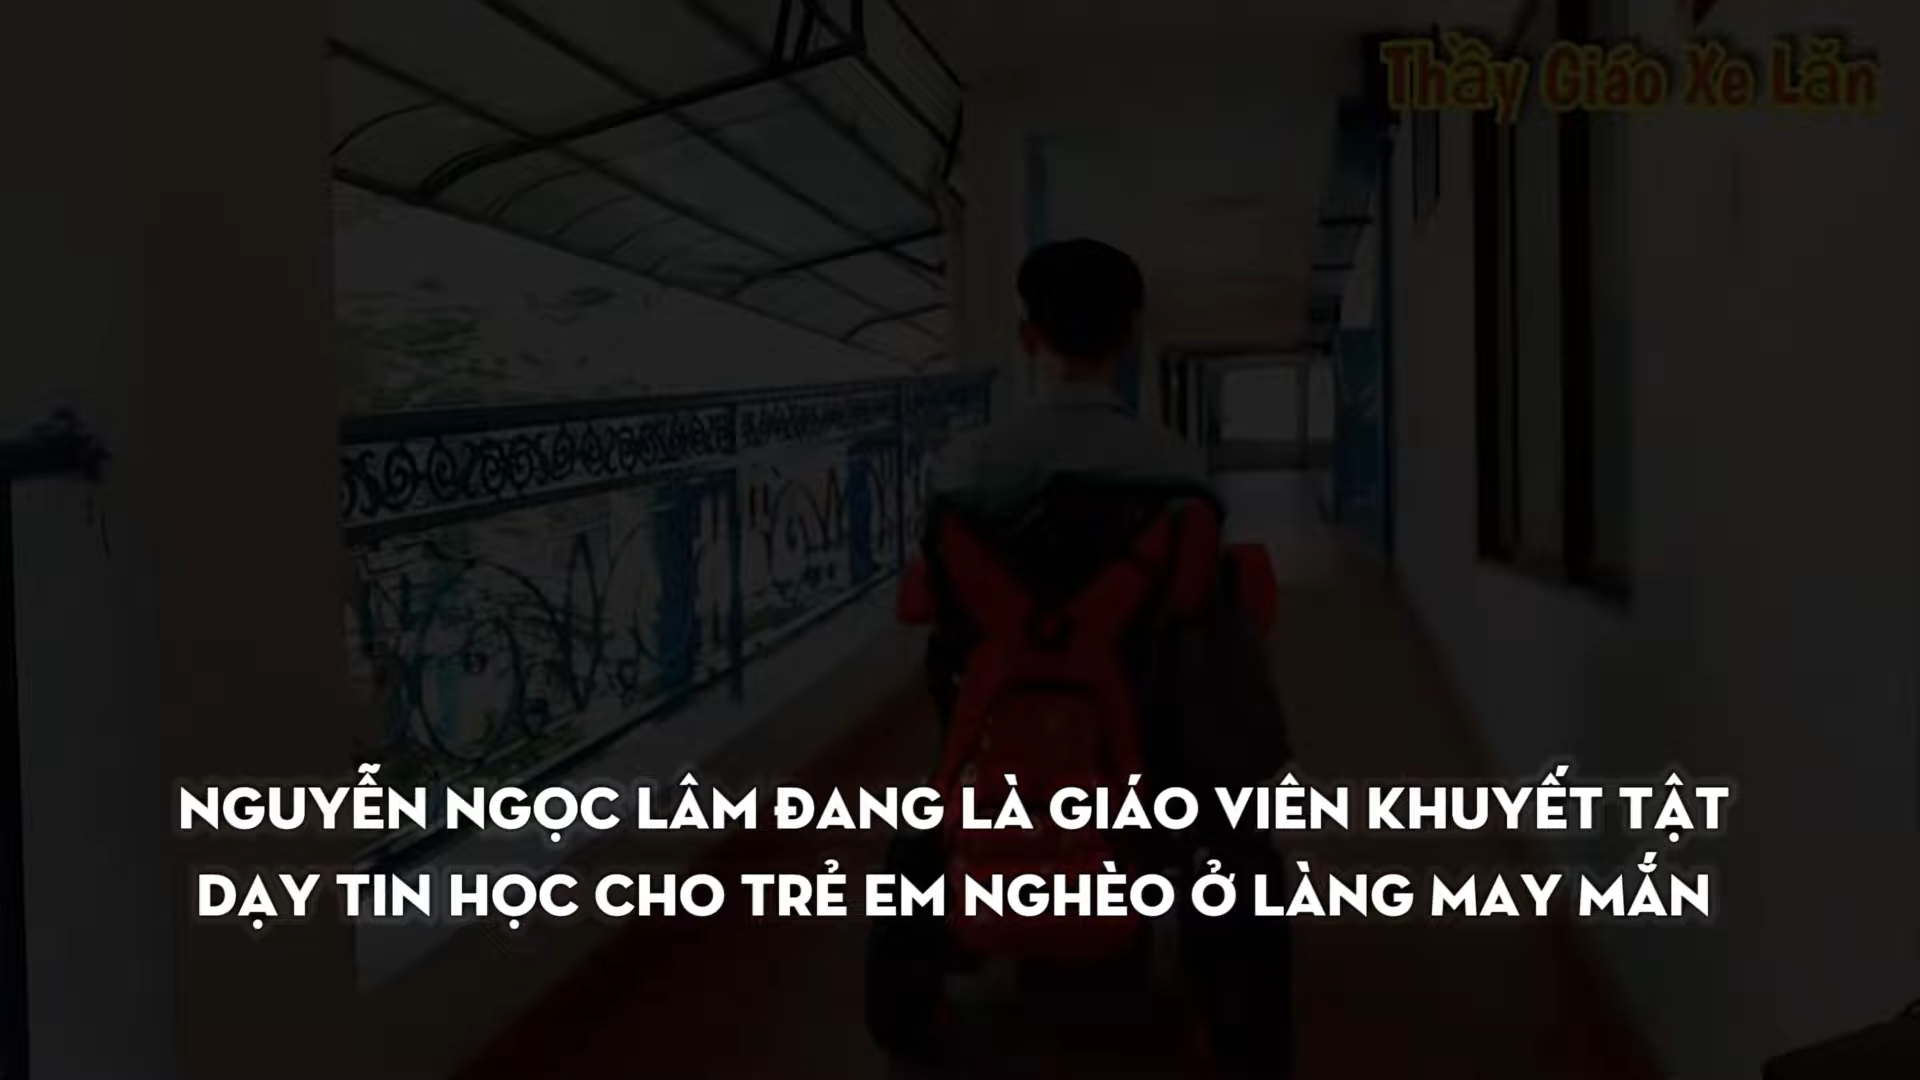 Thầy Giáo Xe Lăn
NGUYỄN NGỌC LÂM ĐANG LÀ GIÁO VIÊN KHUYẾT TẬT
DẠY TIN HỌC CHO TRẺ EM NGHÈO Ở LÀNG MAY MẮN